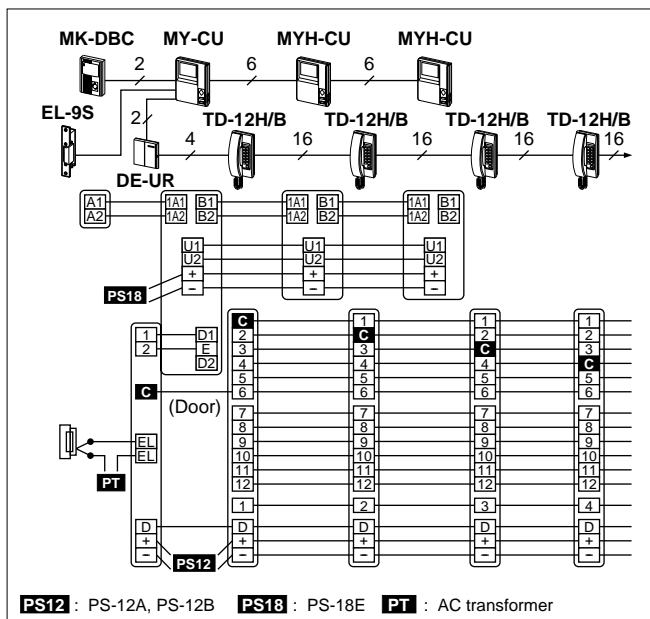 MK-DBC MY-CU MYH-CU MYH-CU
2 6 6
EL-9S TD-12H/B TD-12H/B TD-12H/B TD-12H/B
2 4 16 16 16 16
DE-UR
A1 1A1 B1 1A1 B1 1A1 B1
A2 1A2 B2 1A2 B2 1A2 B2
U1 U1 U1
U2 U2 U2
+ + +
PS18 − − −
C 1 1 1
1 D1 2 C 2 2
2 E 3 3 C 3
D2 4 4 4 C
5 5 5 5
C 6 6 6 6
(Door)
7 7 7 7
8 8 8 8
EL 9 9 9 9
EL 10 10 10 10
PT 11 11 11 11
12 12 12 12
1 2 3 4
D D D D D
+ + + + +
− PS12 − − − −
PS12 : PS-12A, PS-12B PS18 : PS-18E PT : AC transformer